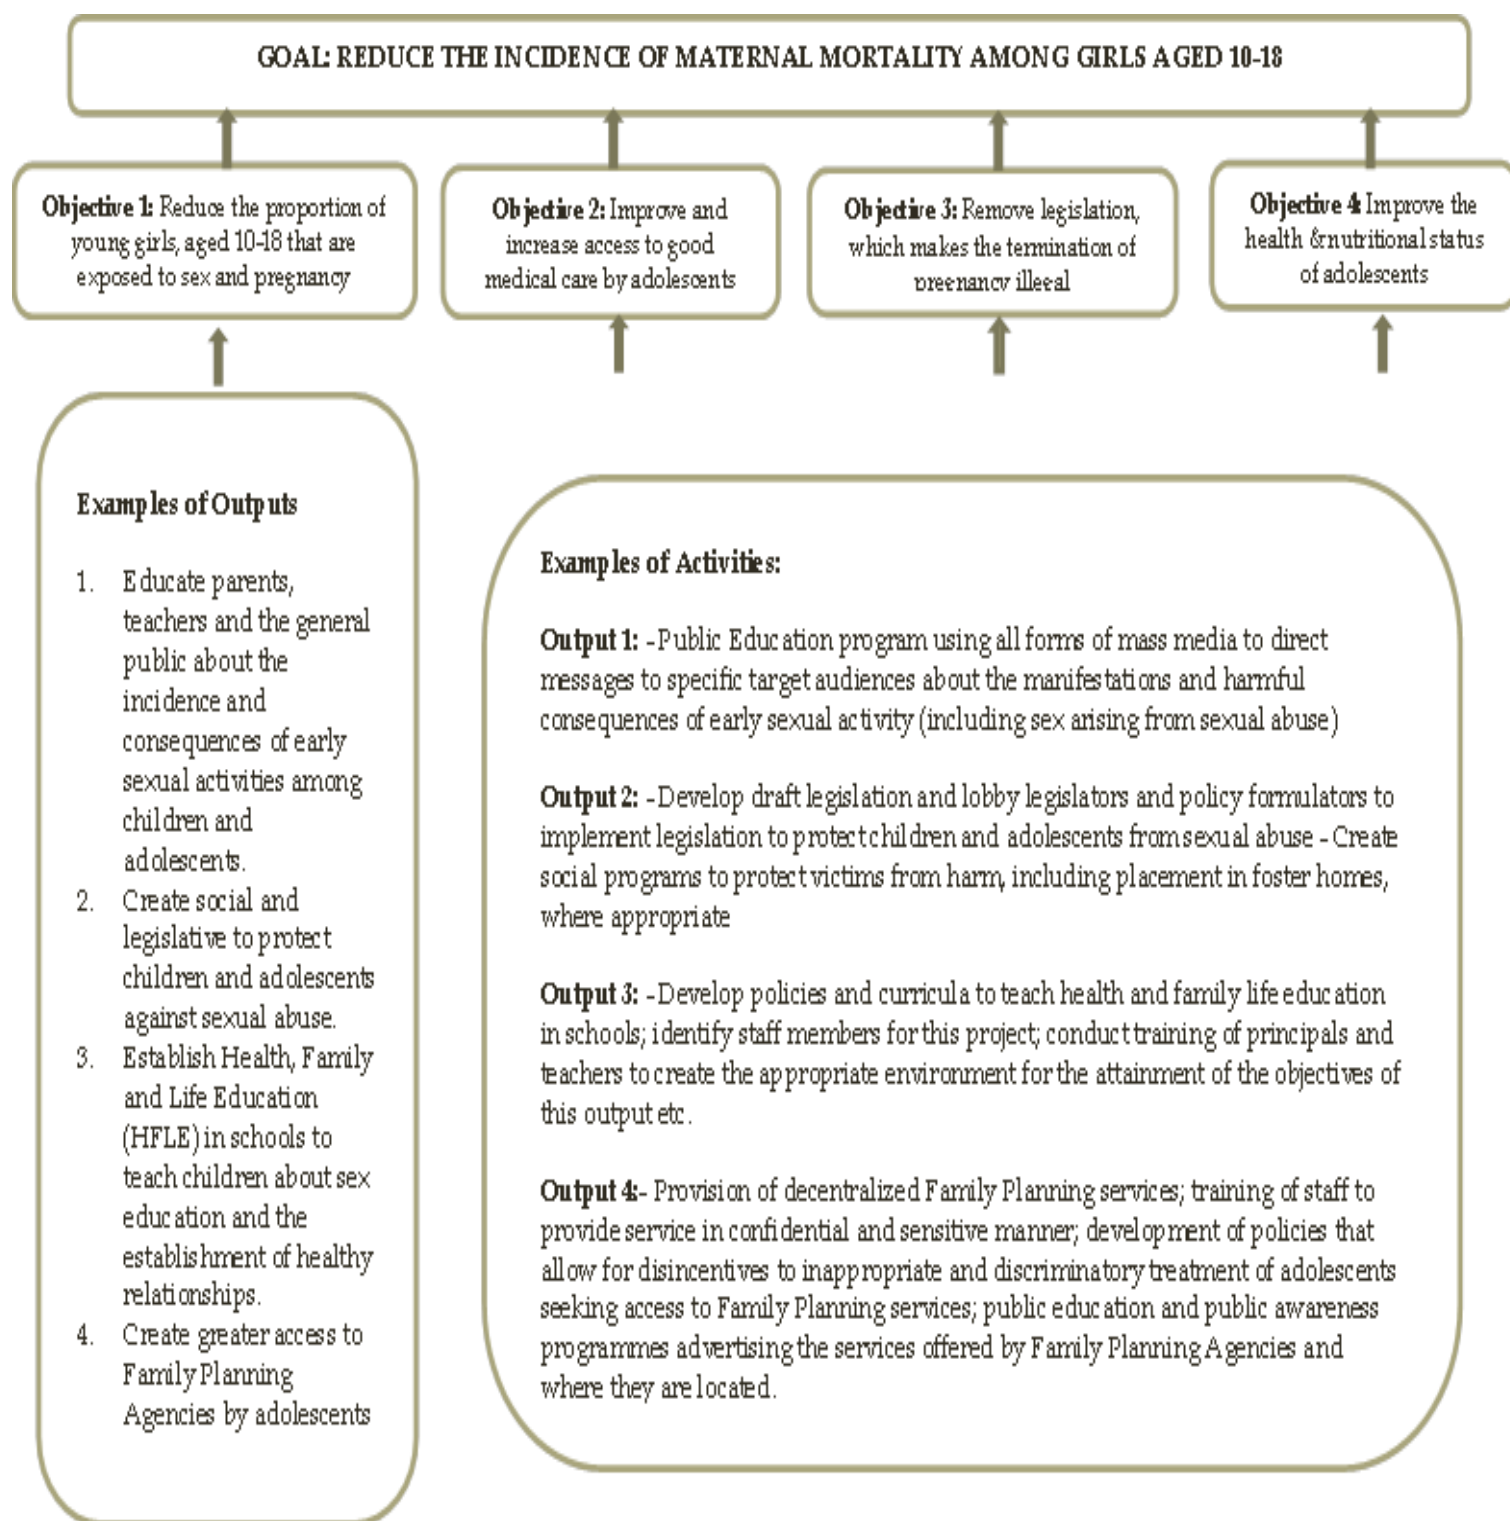 GOAL: REDUCE THE INCIDENCE OF MATERNAL MORTALITY AMONG GIRLS AGED 10-18
Objective 1: Reduce the proportion of
young girls, aged 10-18 that are
exposed to sex and pregnancy
Objective 2: Improve and
increase access to good
medical care by adolescents
Objective 3: Remove legislation,
which makes the termination of
pregnancy illegal
Objective 4: Improve the
health & nutritional status
of adolescents
Examples of Outputs
1. Educate parents,
teachers and the general
public about the
incidence and
consequences of early
sexual activities among
children and
adolescents.
2. Create social and
legislative to protect
children and adolescents
against sexual abuse.
3. Establish Health, Family
and Life Education
(HFLE) in schools to
teach children about sex
education and the
establishment of healthy
relationships.
4. Create greater access to
Family Planning
Agencies by adolescents
Examples of Activities:
Output 1: - Public Education program using all forms of mass media to direct
messages to specific target audiences about the manifestations and harmful
consequences of early sexual activity (including sex arising from sexual abuse)
Output 2: - Develop draft legislation and lobby legislators and policy formulators to
implement legislation to protect children and adolescents from sexual abuse - Create
social programs to protect victims from harm, including placement in foster homes,
where appropriate
Output 3: - Develop policies and curricula to teach health and family life education
in schools; identify staff members for this project; conduct training of principals and
teachers to create the appropriate environment for the attainment of the objectives of
this output etc.
Output 4:- Provision of decentralized Family Planning services; training of staff to
provide service in confidential and sensitive manner; development of policies that
allow for disincentives to inappropriate and discriminatory treatment of adolescents
seeking access to Family Planning services; public education and public awareness
programmes advertising the services offered by Family Planning Agencies and
where they are located.